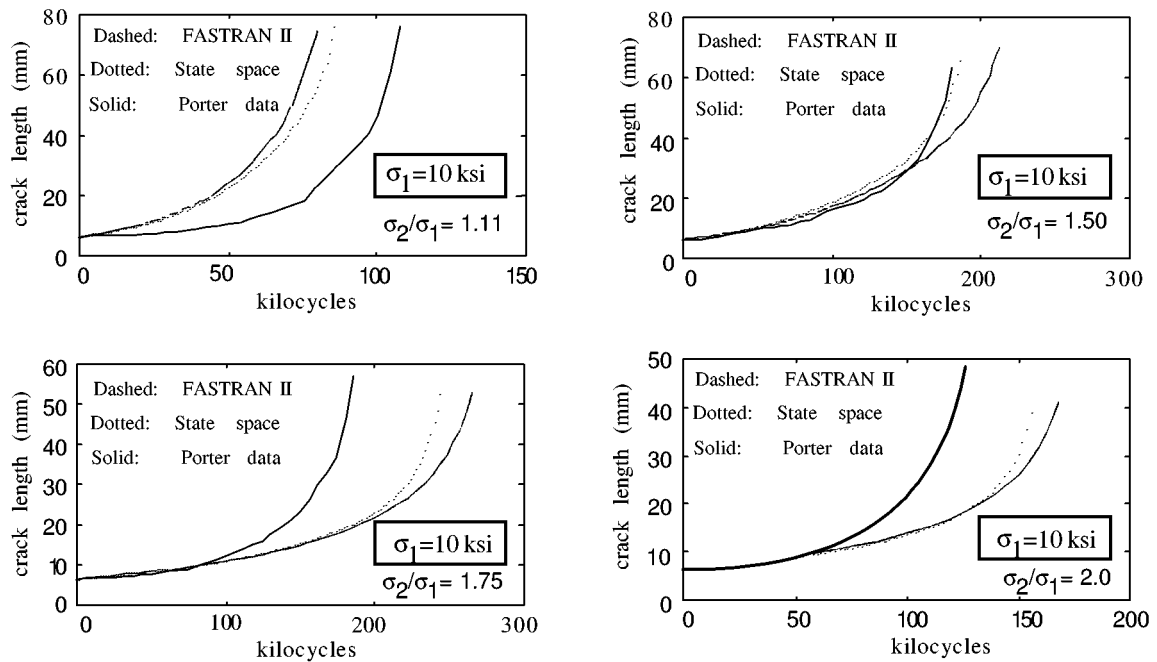 80
60
40
20
0
crack length (mm)
Dashed: FASTRAN II
Dotted: State space
Solid: Porter data
σ1=10 ksi
σ2/σ1= 1.11
0 50 100 150
kilocycles
80
60
40
20
0
crack length (mm)
Dashed: FASTRAN II
Dotted: State space
Solid: Porter data
σ1=10 ksi
σ2/σ1= 1.50
0 100 200 300
kilocycles
60
50
40
30
20
10
0
crack length (mm)
Dashed: FASTRAN II
Dotted: State space
Solid: Porter data
σ1=10 ksi
σ2/σ1= 1.75
0 100 200 300
kilocycles
50
40
30
20
10
0
crack length (mm)
Dashed: FASTRAN II
Dotted: State space
Solid: Porter data
σ1=10 ksi
σ2/σ1= 2.0
0 50 100 150 200
kilocycles